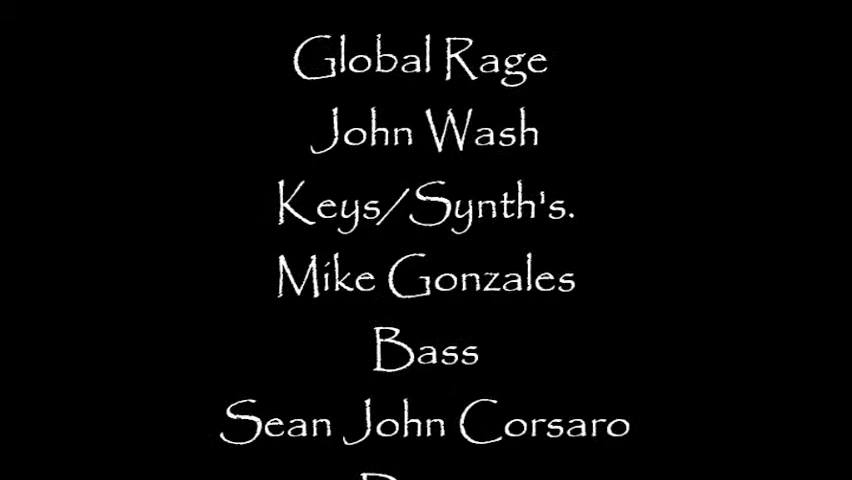 Global Rage
John Wash
Keys/Synth's.
Mike Gonzales
Bass
Sean John Corsaro